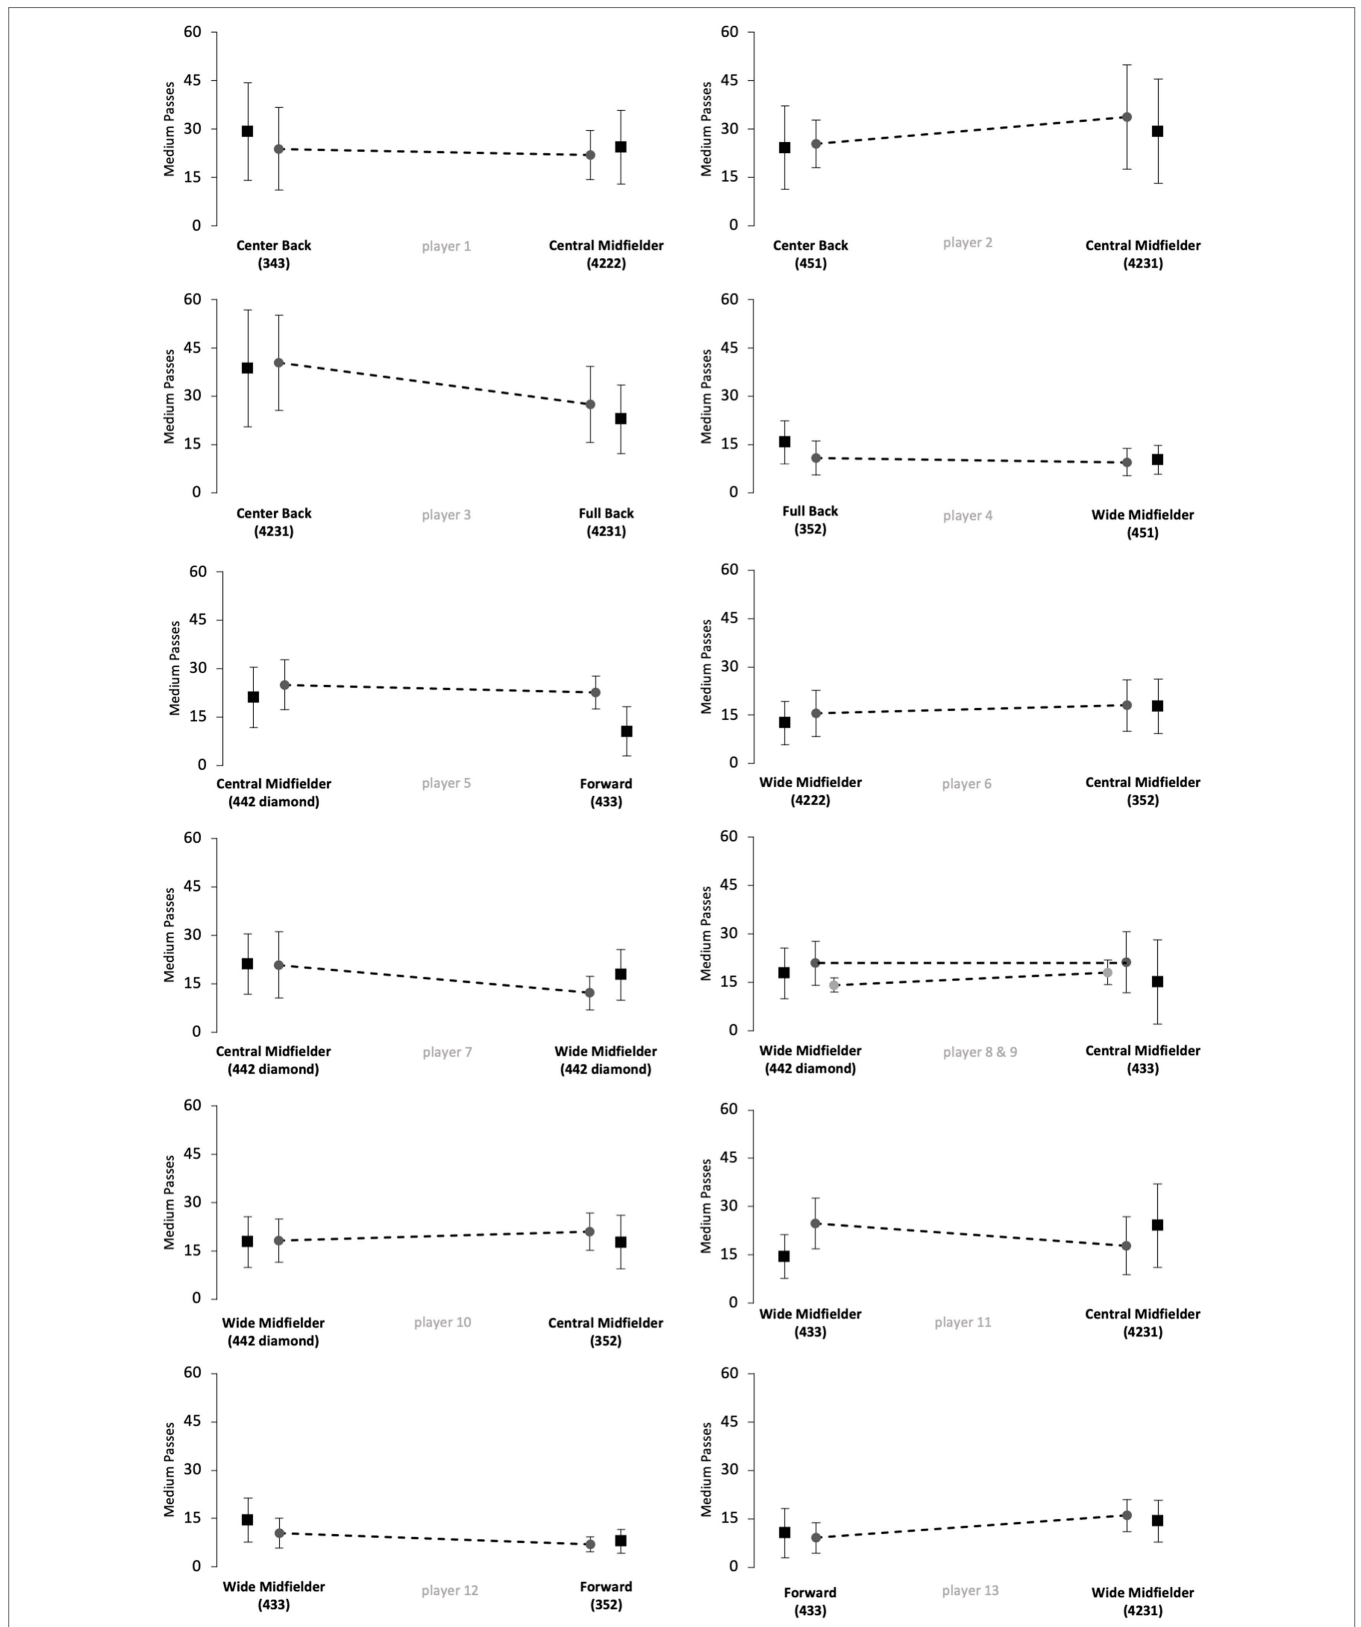 60
45
30
15
0
Medium Passes
Center Back
(343)
player 1
Central Midfielder
(4222)
60
45
30
15
0
Medium Passes
Center Back
(451)
player 2
Central Midfielder
(4231)
60
45
30
15
0
Medium Passes
Center Back
(4231)
player 3
Full Back
(4231)
60
45
30
15
0
Medium Passes
Full Back
(352)
player 4
Wide Midfielder
(451)
60
45
30
15
0
Medium Passes
Central Midfielder
(442 diamond)
player 5
Forward
(433)
60
45
30
15
0
Medium Passes
Wide Midfielder
(4222)
player 6
Central Midfielder
(352)
60
45
30
15
0
Medium Passes
Central Midfielder
(442 diamond)
player 7
Wide Midfielder
(442 diamond)
60
45
30
15
0
Medium Passes
Wide Midfielder
(442 diamond)
player 8 & 9
Central Midfielder
(433)
60
45
30
15
0
Medium Passes
Wide Midfielder
(442 diamond)
player 10
Central Midfielder
(352)
60
45
30
15
0
Medium Passes
Wide Midfielder
(433)
player 11
Central Midfielder
(4231)
60
45
30
15
0
Medium Passes
Wide Midfielder
(433)
player 12
Forward
(352)
60
45
30
15
0
Medium Passes
Forward
(433)
player 13
Wide Midfielder
(4231)